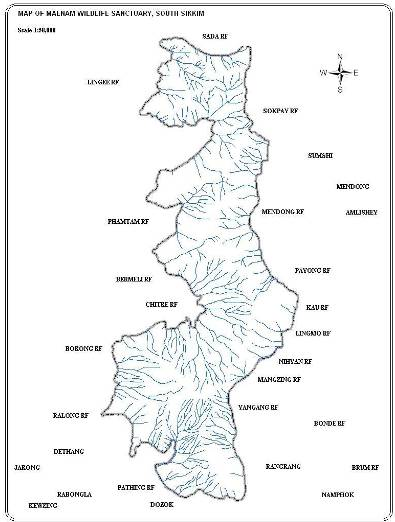 MAP OF MAENAM WILDLIFE SANCTUARY, SOUTH SIKKIM
Scale 1:50,000
SADA RF
N
LINGEE RF
W E
S
SOKPAY RF
SUMSHI
MENDONG
MENDONG RF
AMLISHEY
PHAMTAM RF
PAYONG RF
BERMELI RF
CHITRE RF
KAU RF
LINGMO RF
BORONG RF
NIHYAN RF
MANGZING RF
YANGANG RF
RALONG RF
BONDE RF
DETHANG
JARONG
RANGRANG
BRUM RF
PATHING RF
RABONGLA
NAMPHOK
KEWZING
DOZOK